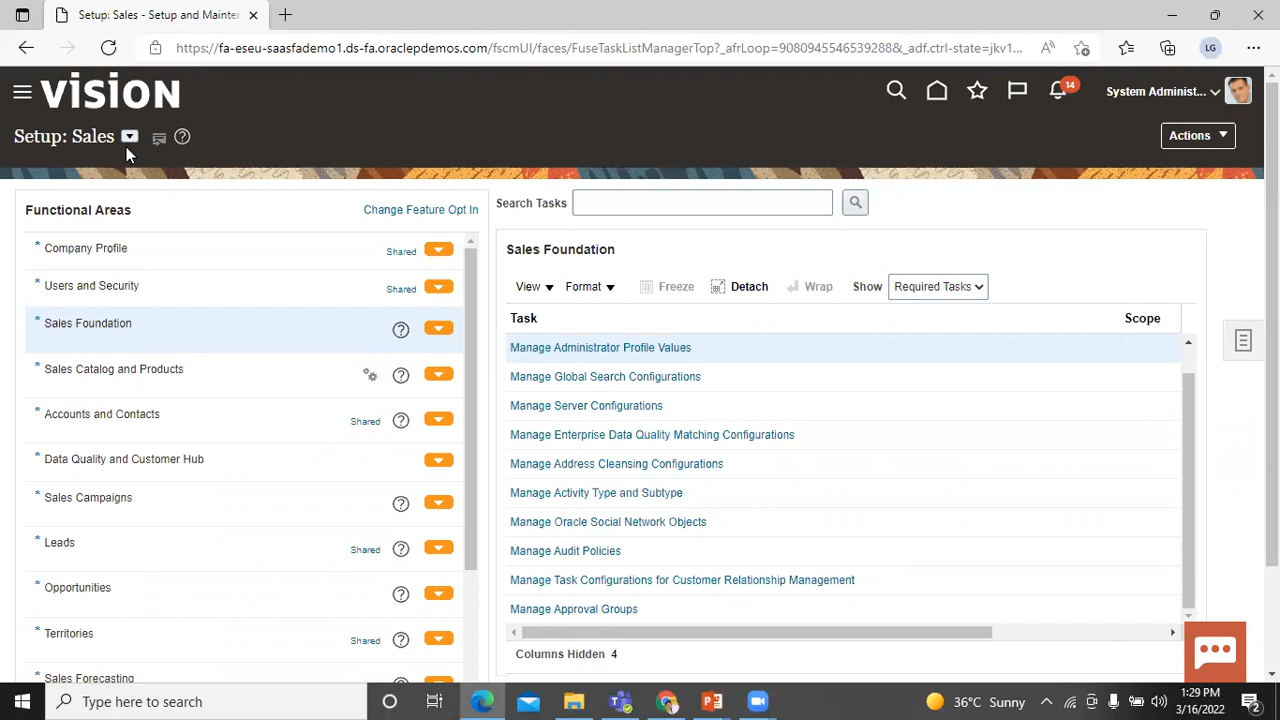 Setup: Sales - Setup and Mainter
https://fa-eseu-saasfademo1.ds-fa.oraclepdemos.com/fscmUI/faces/FuseTaskListManagerTop?_afrLoop=9080945546539288&_adf.ctrl-state=jkv1...
LG
VISION
14
System Administ...
Setup: Sales
Actions
Functional Areas
Change Feature Opt In
Search Tasks
* Company Profile
Shared
* Users and Security
Shared
* Sales Foundation
* Sales Catalog and Products
* Accounts and Contacts
Shared
* Data Quality and Customer Hub
* Sales Campaigns
* Leads
Shared
* Opportunities
* Territories
Shared
* Sales Forecasting
Sales Foundation
View Format Freeze Detach Wrap Show Required Tasks
Task Scope
Manage Administrator Profile Values
Manage Global Search Configurations
Manage Server Configurations
Manage Enterprise Data Quality Matching Configurations
Manage Address Cleansing Configurations
Manage Activity Type and Subtype
Manage Oracle Social Network Objects
Manage Audit Policies
Manage Task Configurations for Customer Relationship Management
Manage Approval Groups
Columns Hidden 4
Type here to search
36°C Sunny
1:29 PM
3/16/2022
2